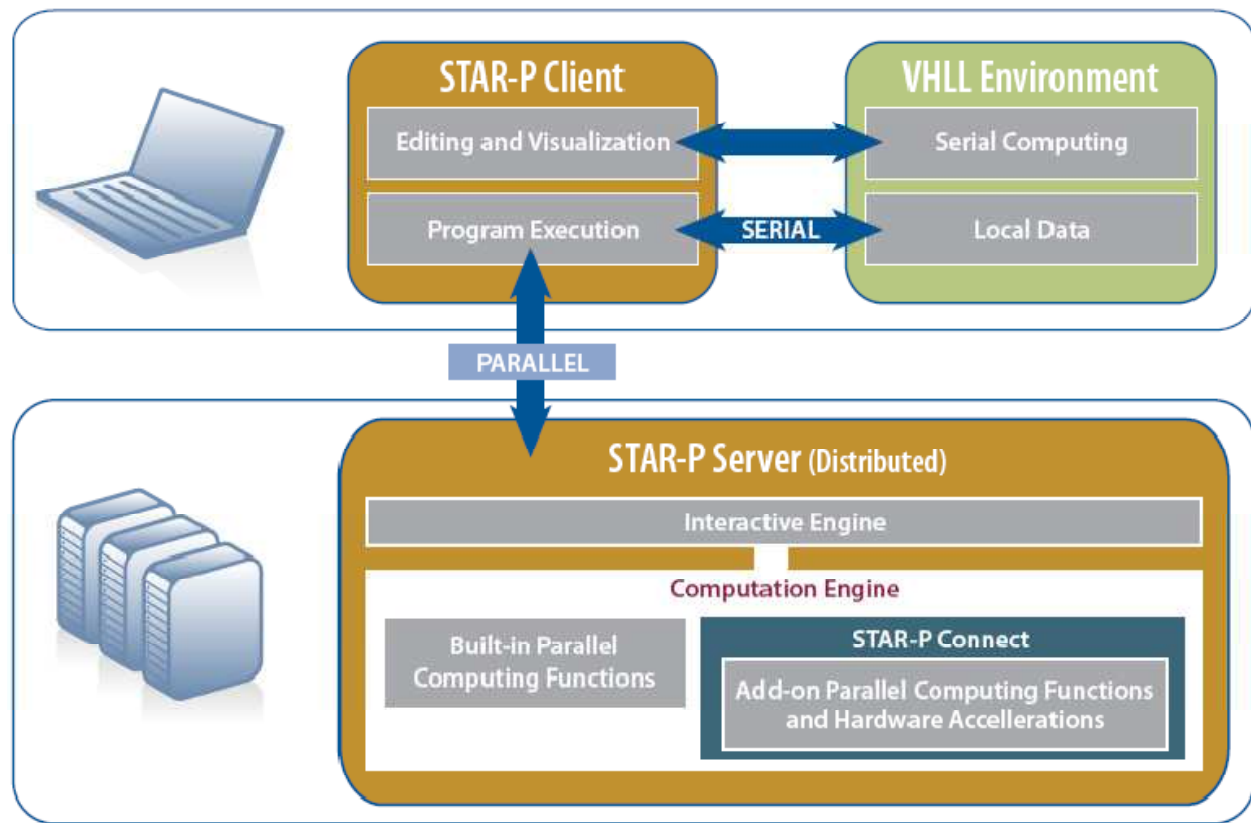 STAR-P Client
VHLL Environment
Editing and Visualization
Serial Computing
Program Execution
SERIAL
Local Data
PARALLEL
STAR-P Server (Distributed)
Interactive Engine
Computation Engine
Built-in Parallel
Computing Functions
STAR-P Connect
Add-on Parallel Computing Functions
and Hardware Accellerations